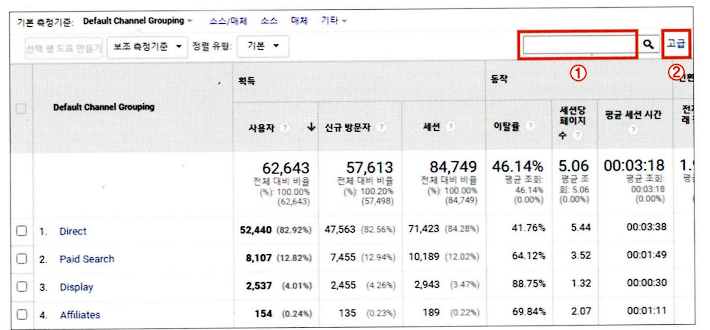 기본 측정기준: Default Channel Grouping 소스/매체 소스 매체 기타
선택 행 도표 만들기 보조 측정기준 정렬 유형: 기본 고급
① ②
Default Channel Grouping 획득 동작
사용자 ? ↓ 신규 방문자 ? 세션 ? 이탈률 ? 세션당 페이지 수 ? 평균 세션 시간 ?
62,643 57,613 84,749 46.14% 5.06 00:03:18
전체 대비 비율 전체 대비 비율 전체 대비 비율 평균 조회: 평균 조 평균 조회:
(%): 100.00% (%): 100.20% (%): 100.00% 46.14% 회: 5.06 00:03:18
(62,643) (57,498) (84,749) (0.00%) (0.00%) (0.00%)
1. Direct 52,440 (82.92%) 47,563 (82.56%) 71,423 (84.28%) 41.76% 5.44 00:03:38
2. Paid Search 8,107 (12.82%) 7,455 (12.94%) 10,189 (12.02%) 64.12% 3.52 00:01:49
3. Display 2,537 (4.01%) 2,455 (4.26%) 2,943 (3.47%) 88.75% 1.32 00:00:30
4. Affiliates 154 (0.24%) 135 (0.23%) 189 (0.22%) 69.84% 2.07 00:01:11